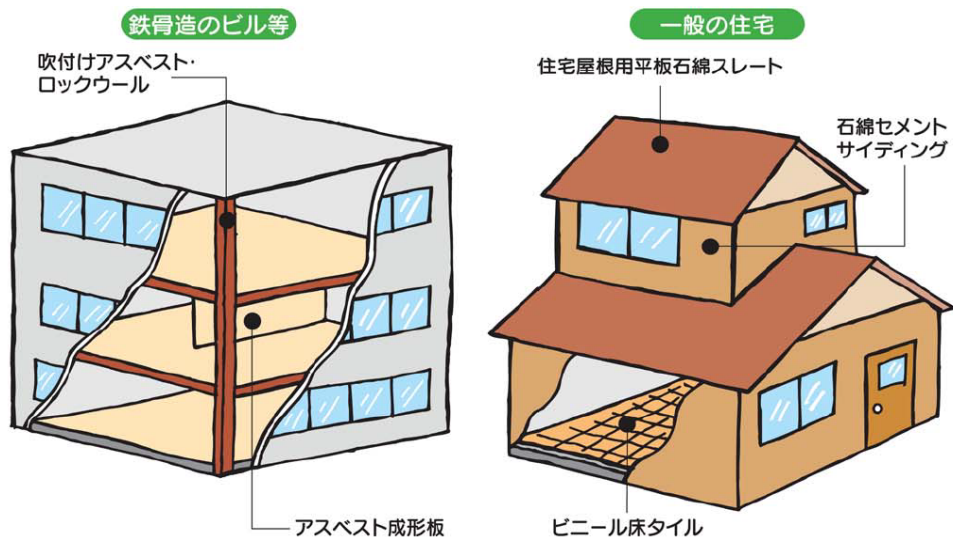 鉄骨造のビル等
吹付けアスベスト・
ロックウール
アスベスト成形板
一般の住宅
住宅屋根用平板石綿スレート
石綿セメント
サイディング
ビニール床タイル